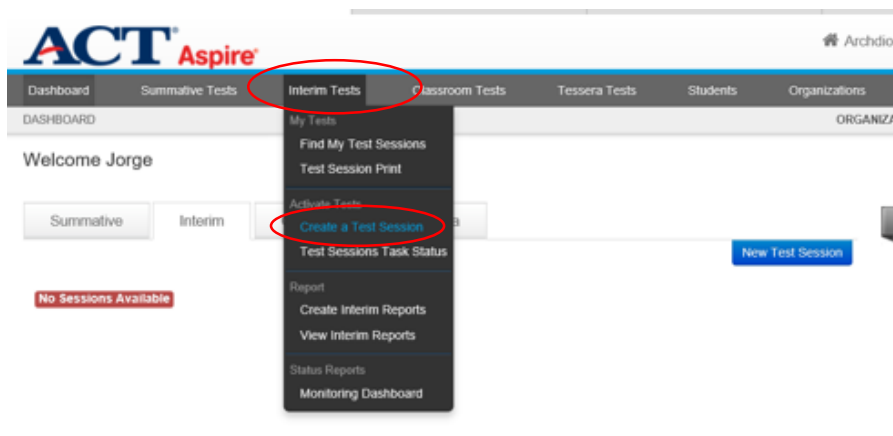 ACT Aspire
Archdio
Dashboard Summative Tests Interim Tests Classroom Tests Tessera Tests Students Organizations
DASHBOARD
ORGANIZA
Welcome Jorge
Summative Interim
New Test Session
No Sessions Available
My Tests
Find My Test Sessions
Test Session Print
Activate Tests
Create a Test Session
Test Sessions Task Status
Report
Create Interim Reports
View Interim Reports
Status Reports
Monitoring Dashboard